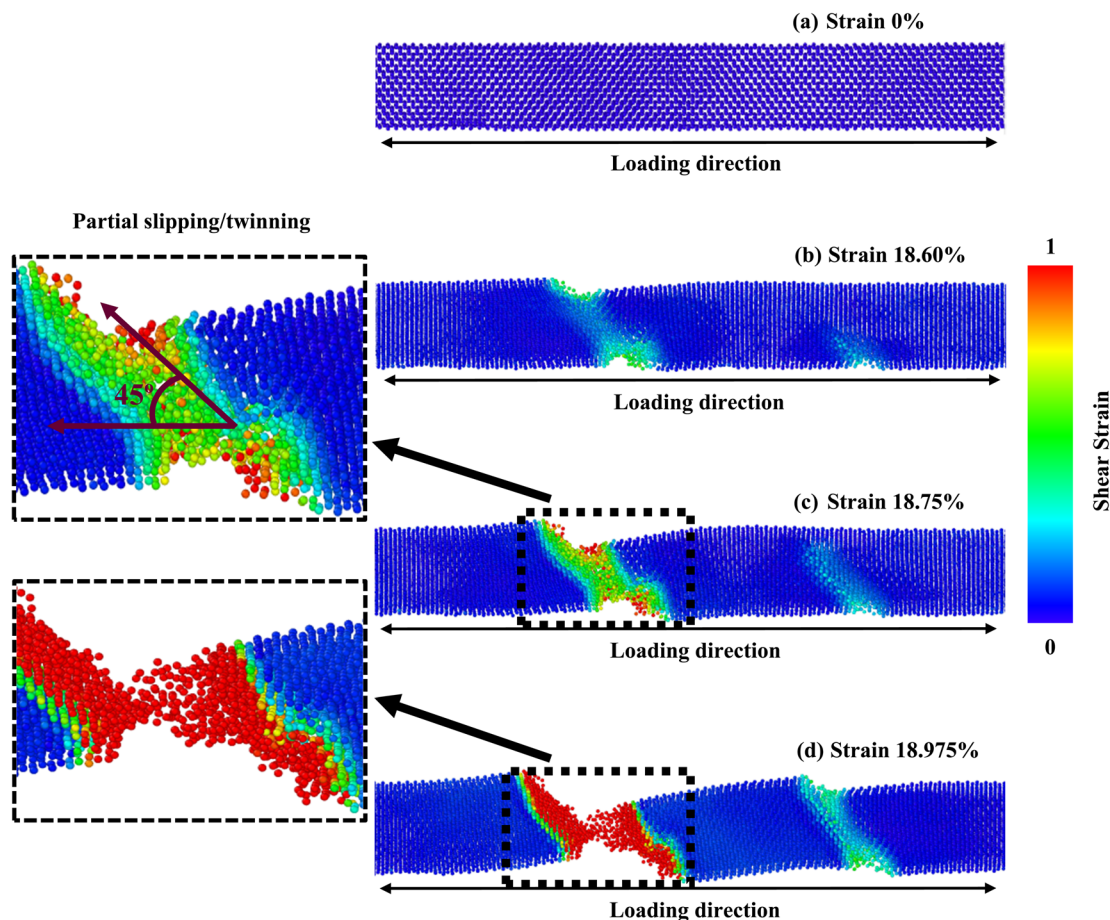 (a) Strain 0%
Loading direction
Partial slipping/twinning
45°
(b) Strain 18.60%
Loading direction
1
Shear Strain
0
(c) Strain 18.75%
Loading direction
(d) Strain 18.975%
Loading direction